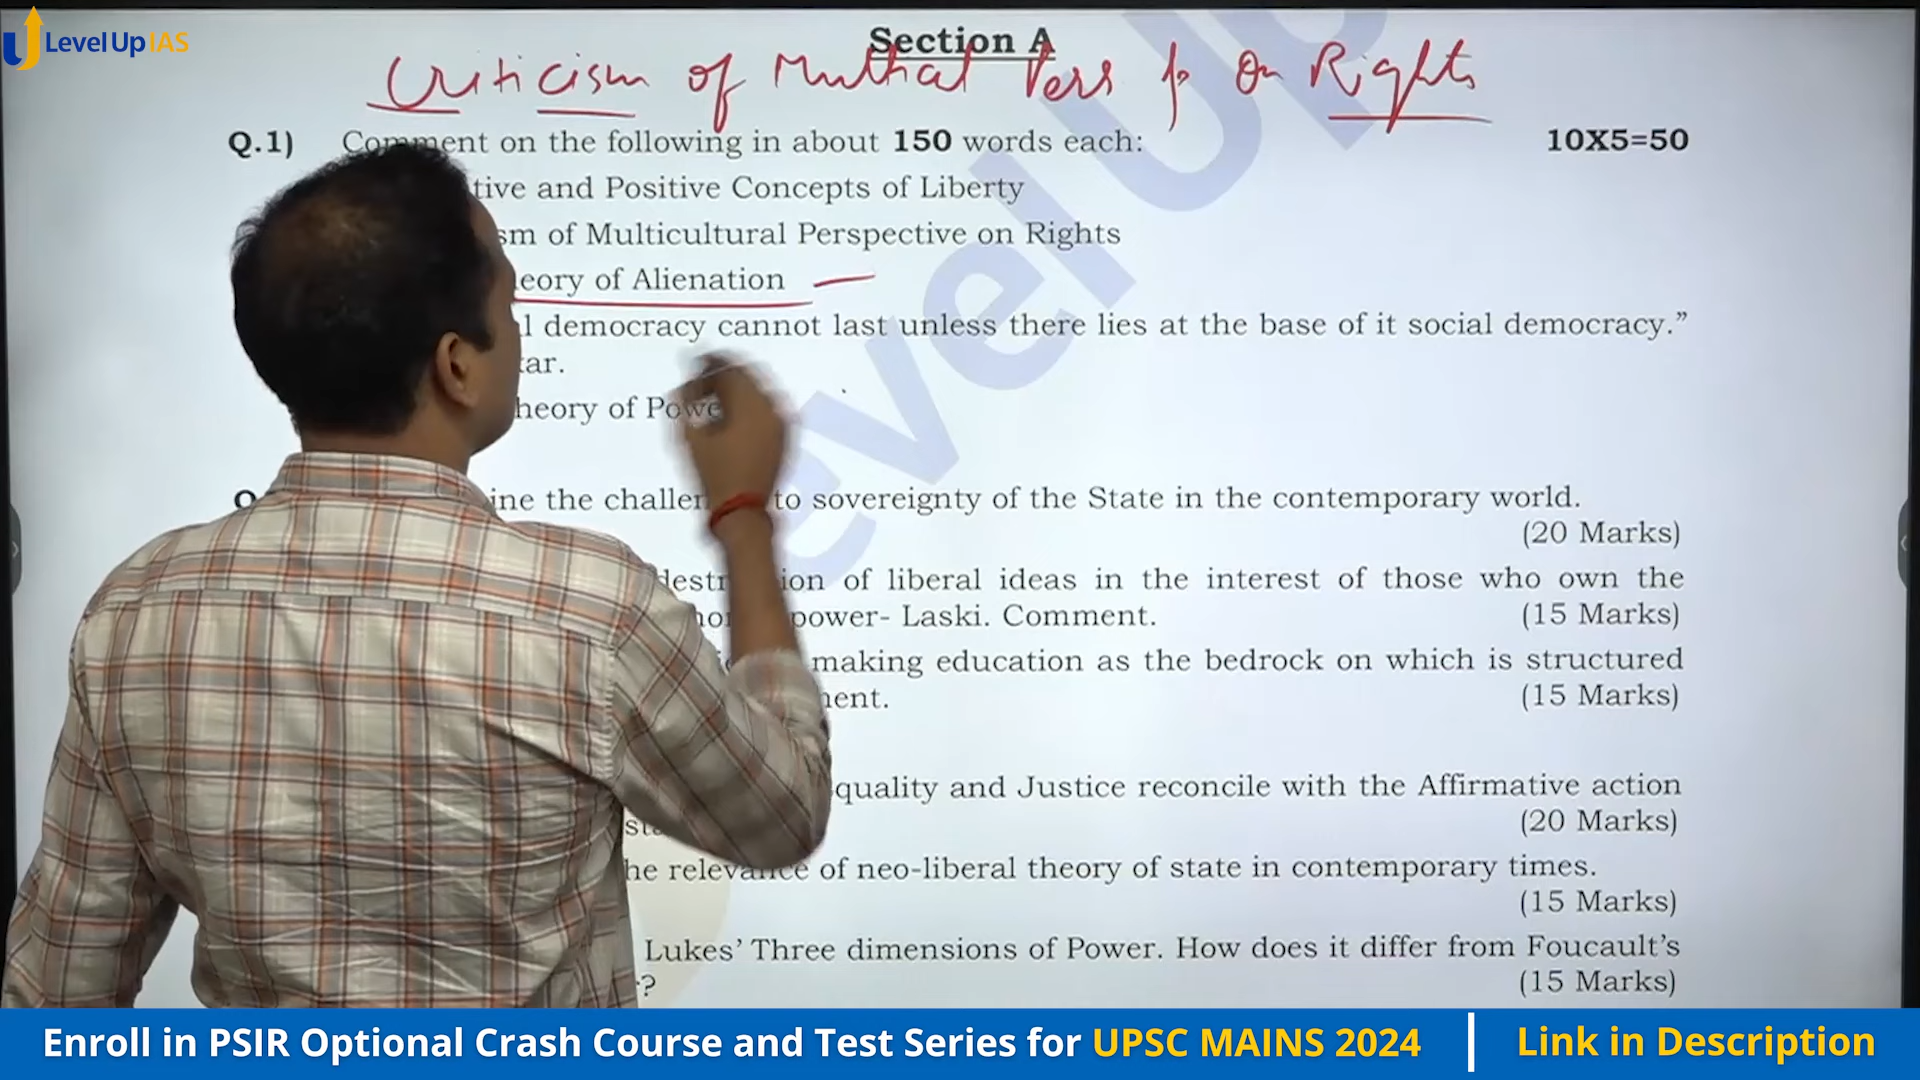 Level Up IAS
Section A
Criticism of on Rights
Q.1) Comment on the following in about 150 words each: 10X5=50
tive and Positive Concepts of Liberty
sm of Multicultural Perspective on Rights
eory of Alienation
l democracy cannot last unless there lies at the base of it social democracy.”
ar.
heory of Powe
ine the challen to sovereignty of the State in the contemporary world.
(20 Marks)
destr ion of liberal ideas in the interest of those who own the
power- Laski. Comment. (15 Marks)
making education as the bedrock on which is structured
ent. (15 Marks)
quality and Justice reconcile with the Affirmative action
(20 Marks)
he relevance of neo-liberal theory of state in contemporary times.
(15 Marks)
Lukes’ Three dimensions of Power. How does it differ from Foucault’s
? (15 Marks)
Enroll in PSIR Optional Crash Course and Test Series for UPSC MAINS 2024 | Link in Description